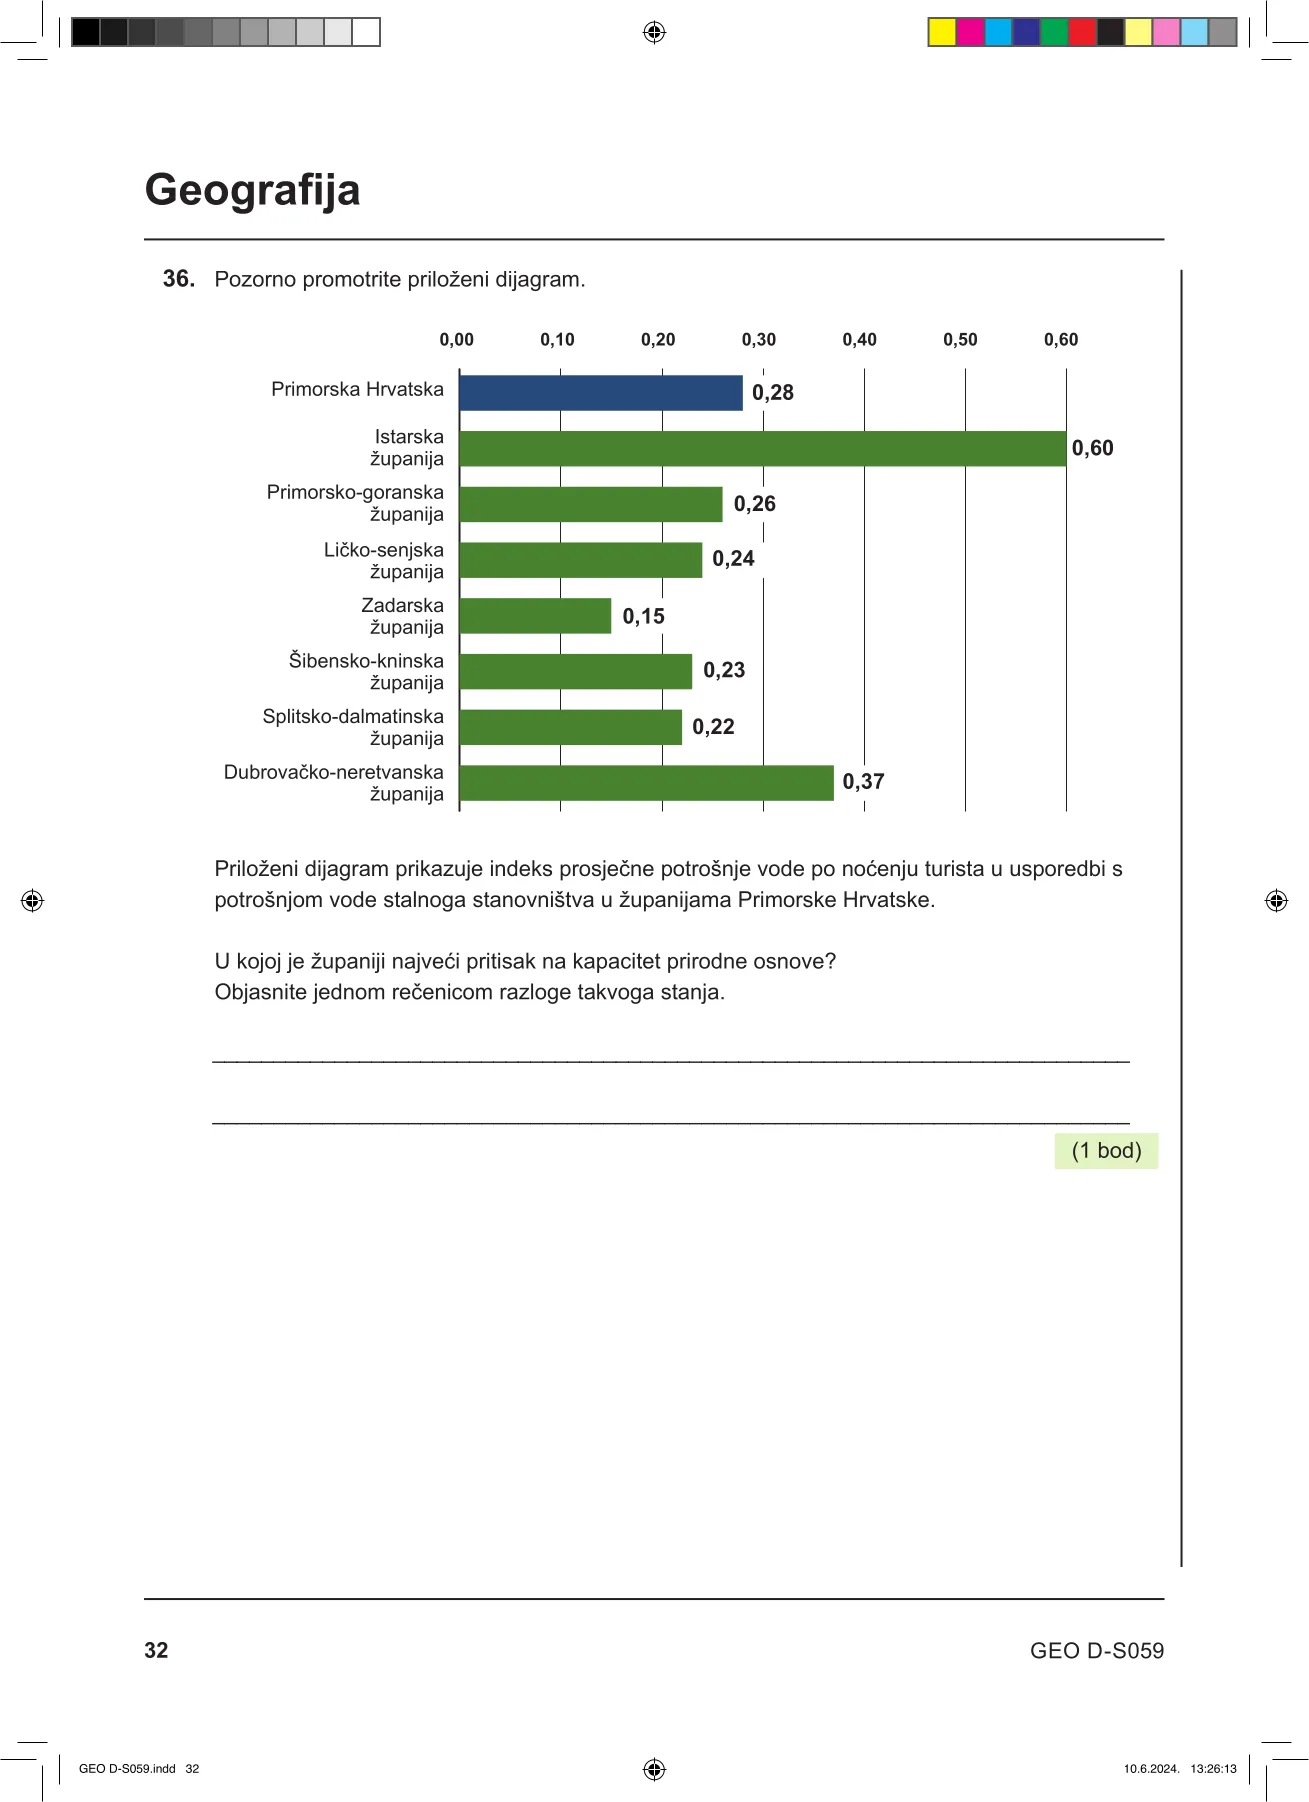 Geografija
36. Pozorno promotrite priloženi dijagram.
0,00 0,10 0,20 0,30 0,40 0,50 0,60
Primorska Hrvatska 0,28
Istarska
županija 0,60
Primorsko-goranska
županija 0,26
Ličko-senjska
županija 0,24
Zadarska
županija 0,15
Šibensko-kninska
županija 0,23
Splitsko-dalmatinska
županija 0,22
Dubrovačko-neretvanska
županija 0,37
Priloženi dijagram prikazuje indeks prosječne potrošnje vode po noćenju turista u usporedbi s
potrošnjom vode stalnoga stanovništva u županijama Primorske Hrvatske.
U kojoj je županiji najveći pritisak na kapacitet prirodne osnove?
Objasnite jednom rečenicom razloge takvoga stanja.
(1 bod)
32
GEO D-S059
GEO D-S059.indd 32
10.6.2024. 13:26:13